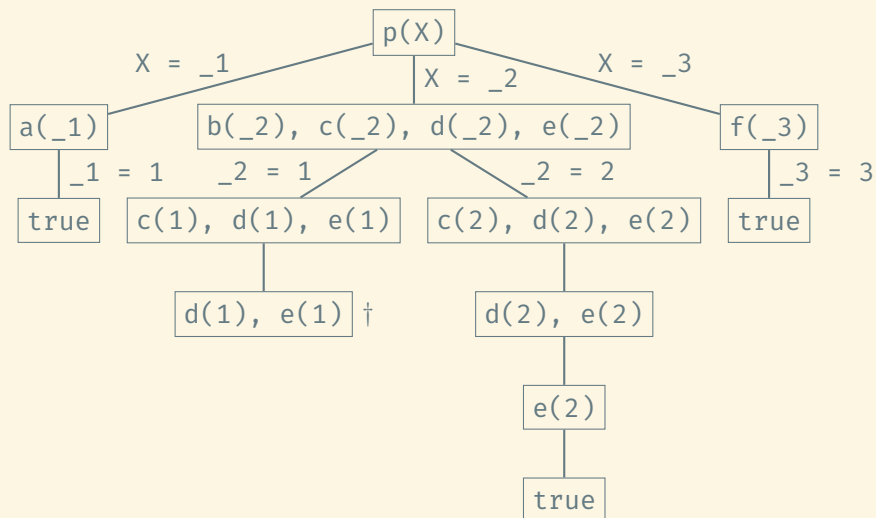 p(X)
X = _1
X = _2
X = _3
a(_1)
b(_2), c(_2), d(_2), e(_2)
f(_3)
_1 = 1
_2 = 1
_2 = 2
_3 = 3
true
c(1), d(1), e(1)
c(2), d(2), e(2)
true
d(1), e(1) †
d(2), e(2)
e(2)
true